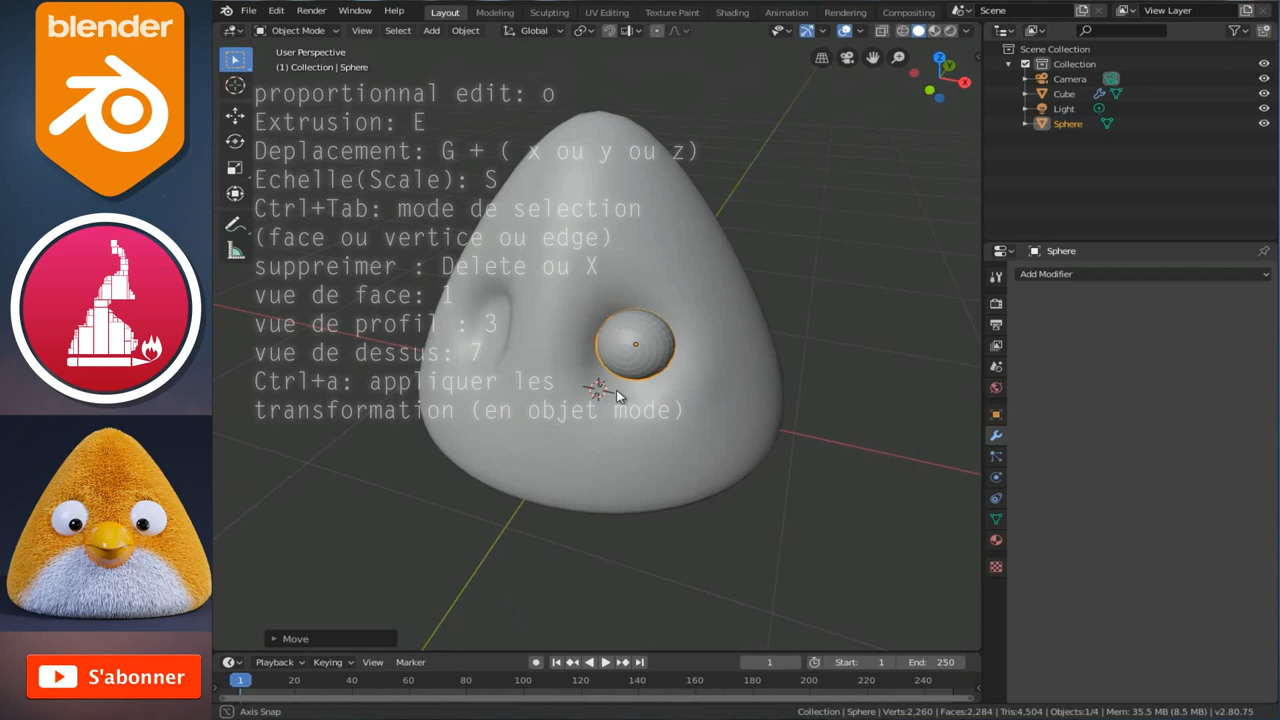 blender
File Edit Render Window Help
Layout Modeling Sculpting UV Editing Texture Paint Shading Animation Rendering Compositing
Scene
View Layer
Object Mode View Select Add Object
Global
User Perspective
(1) Collection | Sphere
proportionnal edit: o
Extrusion: E
Deplacement: G + ( x ou y ou z)
Echelle(Scale): S
Ctrl+Tab: mode de selection
(face ou vertice ou edge)
suppreimer : Delete ou X
vue de face: 1
vue de profil : 3
vue de dessus: 7
Ctrl+a: appliquer les
transformation (en objet mode)
Z
Y
X
Scene Collection
Collection
Camera
Cube
Light
Sphere
Sphere
Add Modifier
Move
Playback Keying View Marker
1 Start: 1 End: 250
1 20 40 60 80 100 120 140 160 180 200 220 240
S'abonner
Axis Snap
Collection | Sphere | Verts:2,260 | Faces:2,284 | Tris:4,504 | Objects:1/4 | Mem: 35.5 MB (8.5 MB) | v2.80.75